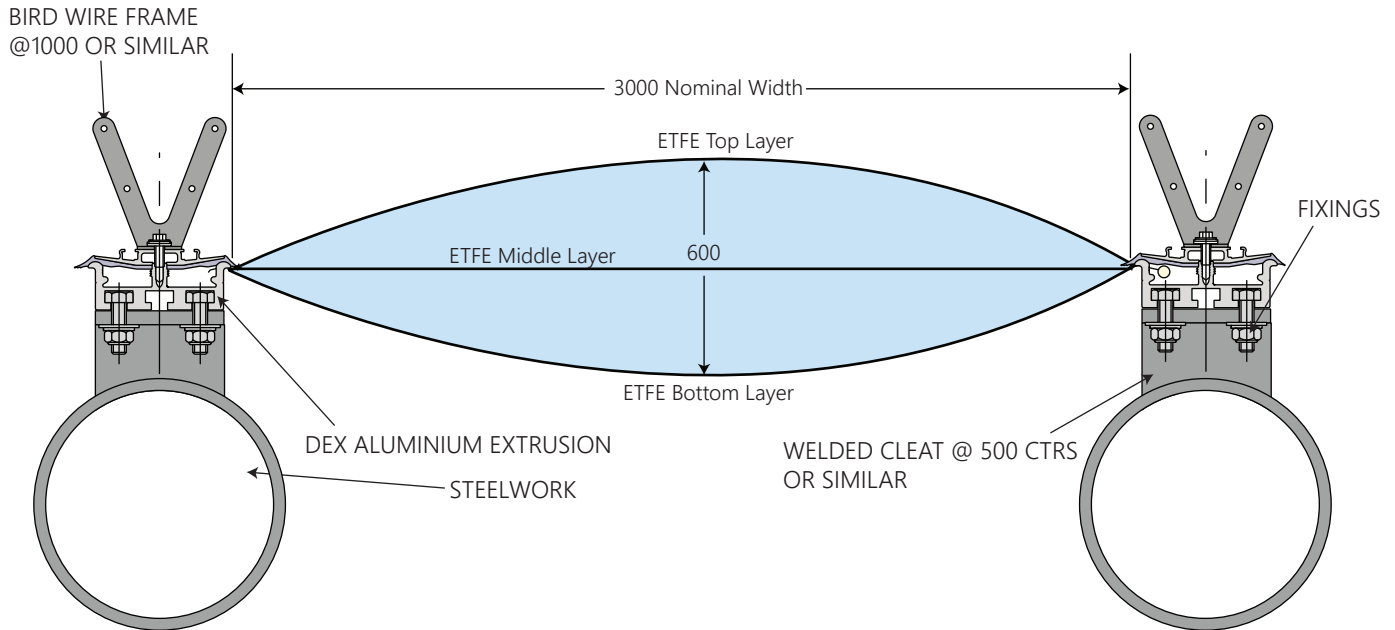 BIRD WIRE FRAME
@1000 OR SIMILAR
3000 Nominal Width
ETFE Top Layer
FIXINGS
ETFE Middle Layer
600
ETFE Bottom Layer
DEX ALUMINIUM EXTRUSION
WELDED CLEAT @ 500 CTRS
OR SIMILAR
STEELWORK